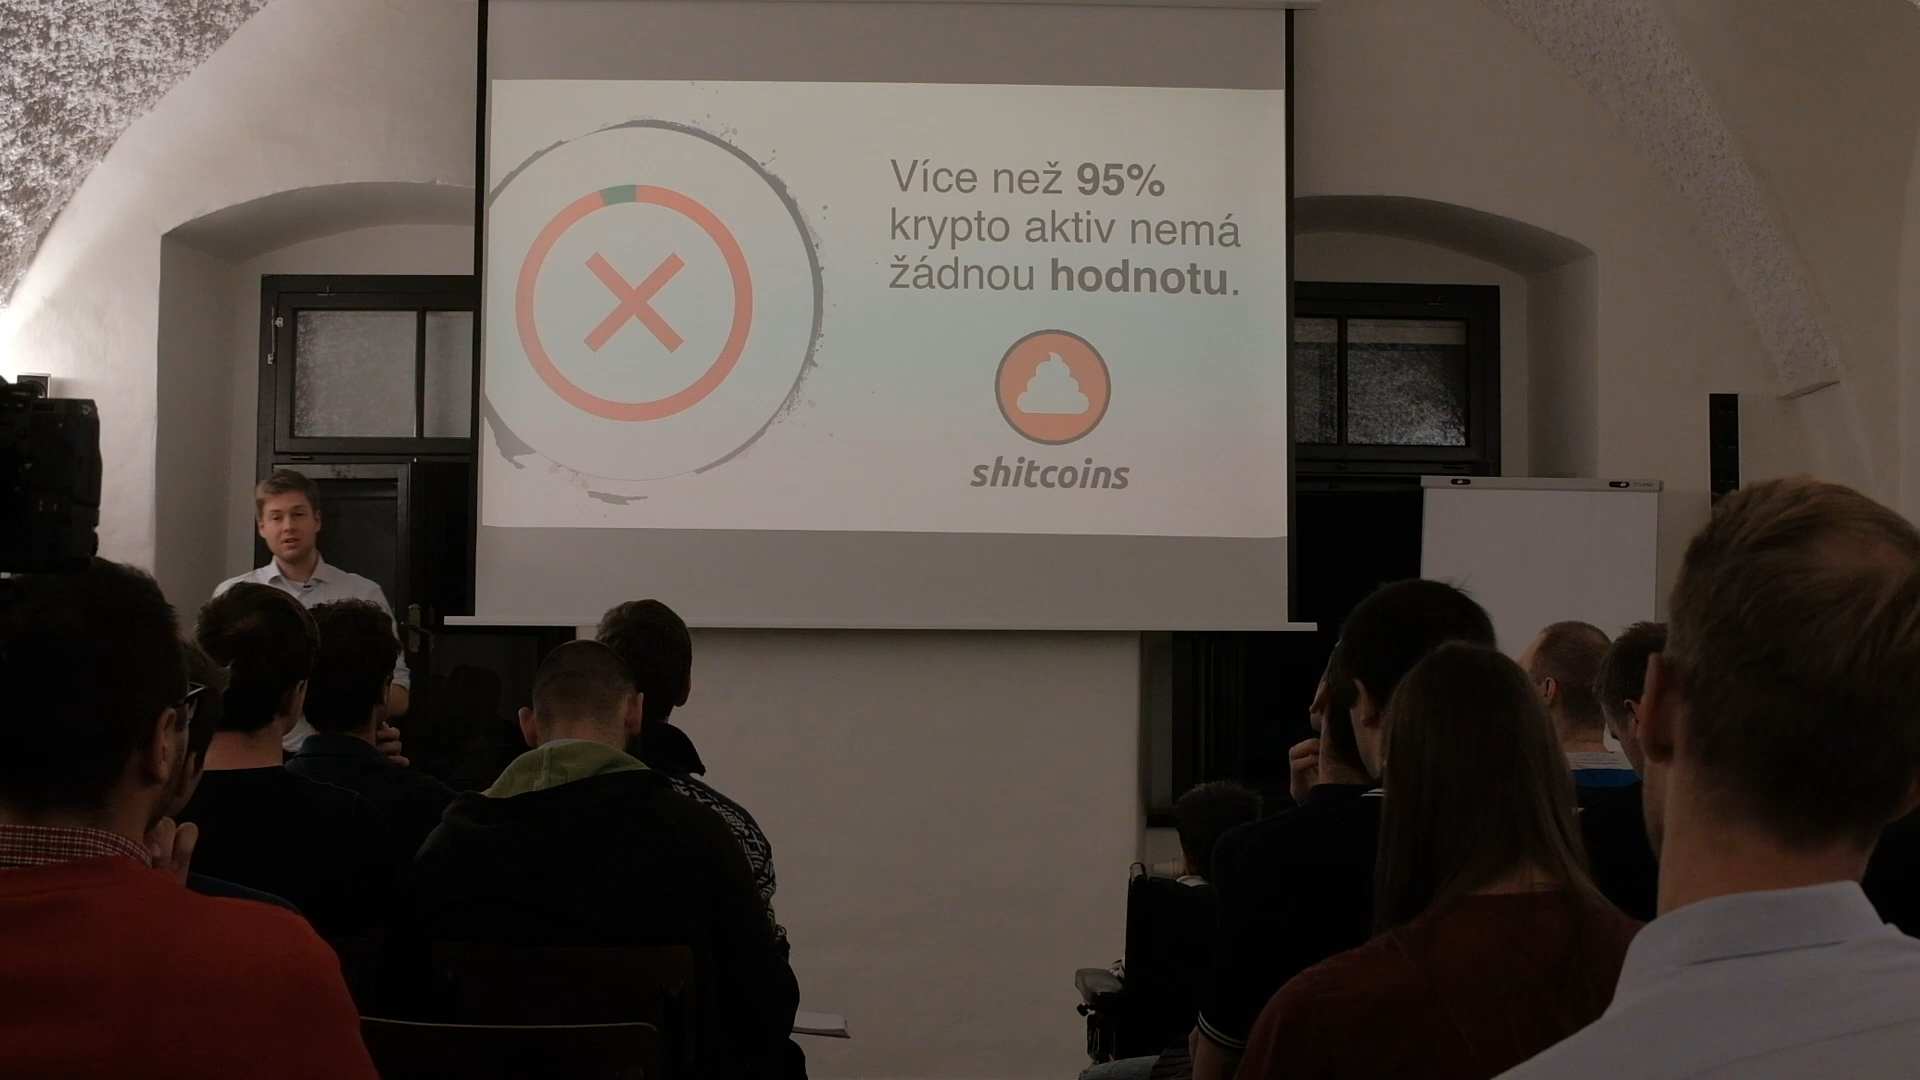 Více než 95%
krypto aktiv nemá
žádnou hodnotu.
shitcoins